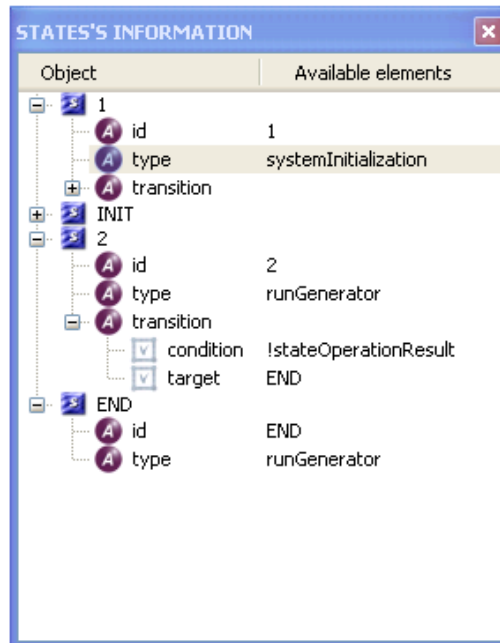 STATES'S INFORMATION
Object Available elements
1
A id 1
A type systemInitialization
A transition
INIT
2
A id 2
A type runGenerator
A transition
v condition !stateOperationResult
v target END
END
A id END
A type runGenerator